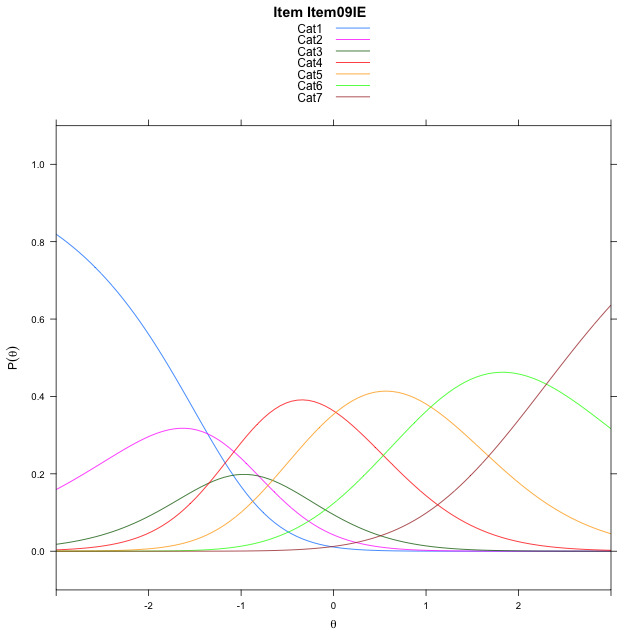 Item Item09IE
Cat1
Cat2
Cat3
Cat4
Cat5
Cat6
Cat7
1.0
0.8
0.6
0.4
0.2
0.0
P(θ)
-2 -1 0 1 2
θ